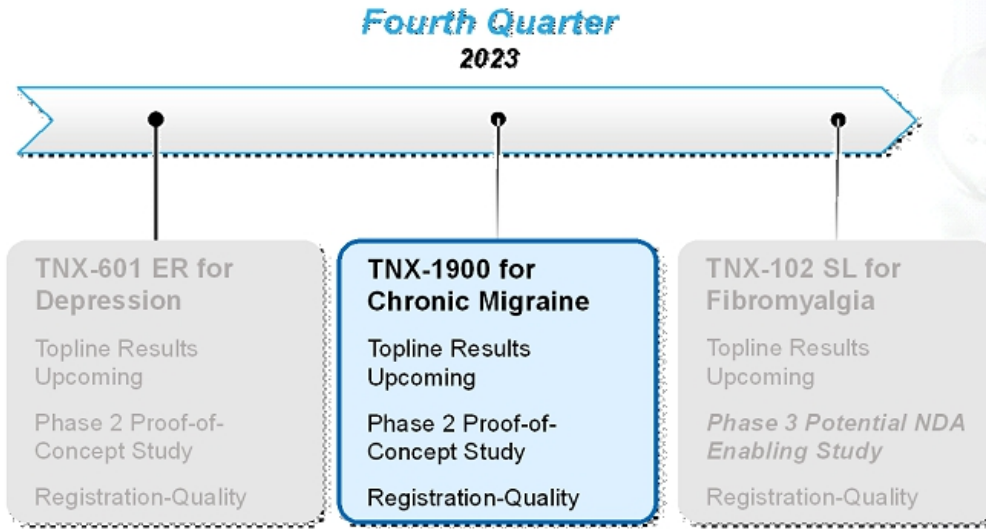 Fourth Quarter
2023
TNX-601 ER for
Depression
Topline Results
Upcoming
Phase 2 Proof-of-
Concept Study
Registration-Quality
TNX-1900 for
Chronic Migraine
Topline Results
Upcoming
Phase 2 Proof-of-
Concept Study
Registration-Quality
TNX-102 SL for
Fibromyalgia
Topline Results
Upcoming
Phase 3 Potential NDA
Enabling Study
Registration-Quality